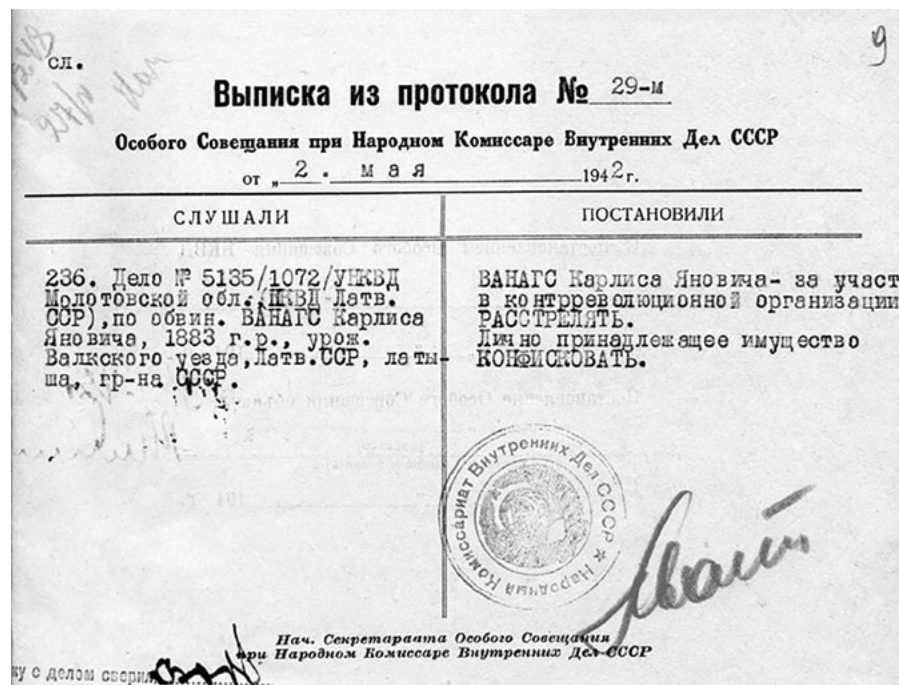 9
сл.
Выписка из протокола № 29-м
Особого Совещания при Народном Комиссаре Внутренних Дел СССР
от „ 2. мая 1942 г.
СЛУШАЛИ
236. Дело № 5135/1072/УНКВД
Молотовской обл.(НКВД Латв.
ССР),по обвин. ВАНАГС Карлиса
Яновича, 1883 г.р., урож.
Валкского уезда,Латв.ССР, латы-
ша, гр-на СССР.
ПОСТАНОВИЛИ
ВАНАГС Карлиса Яновича- за участ
в контрреволюционной организации
РАССТРЕЛЯТЬ.
Лично принадлежащее имущество
КОНФИСКОВАТЬ.
Народный Комиссариат Внутренних Дел СССР
Нач. Секретариата Особого Совещания
при Народном Комиссаре Внутренних Дел СССР
ку с делом сверил